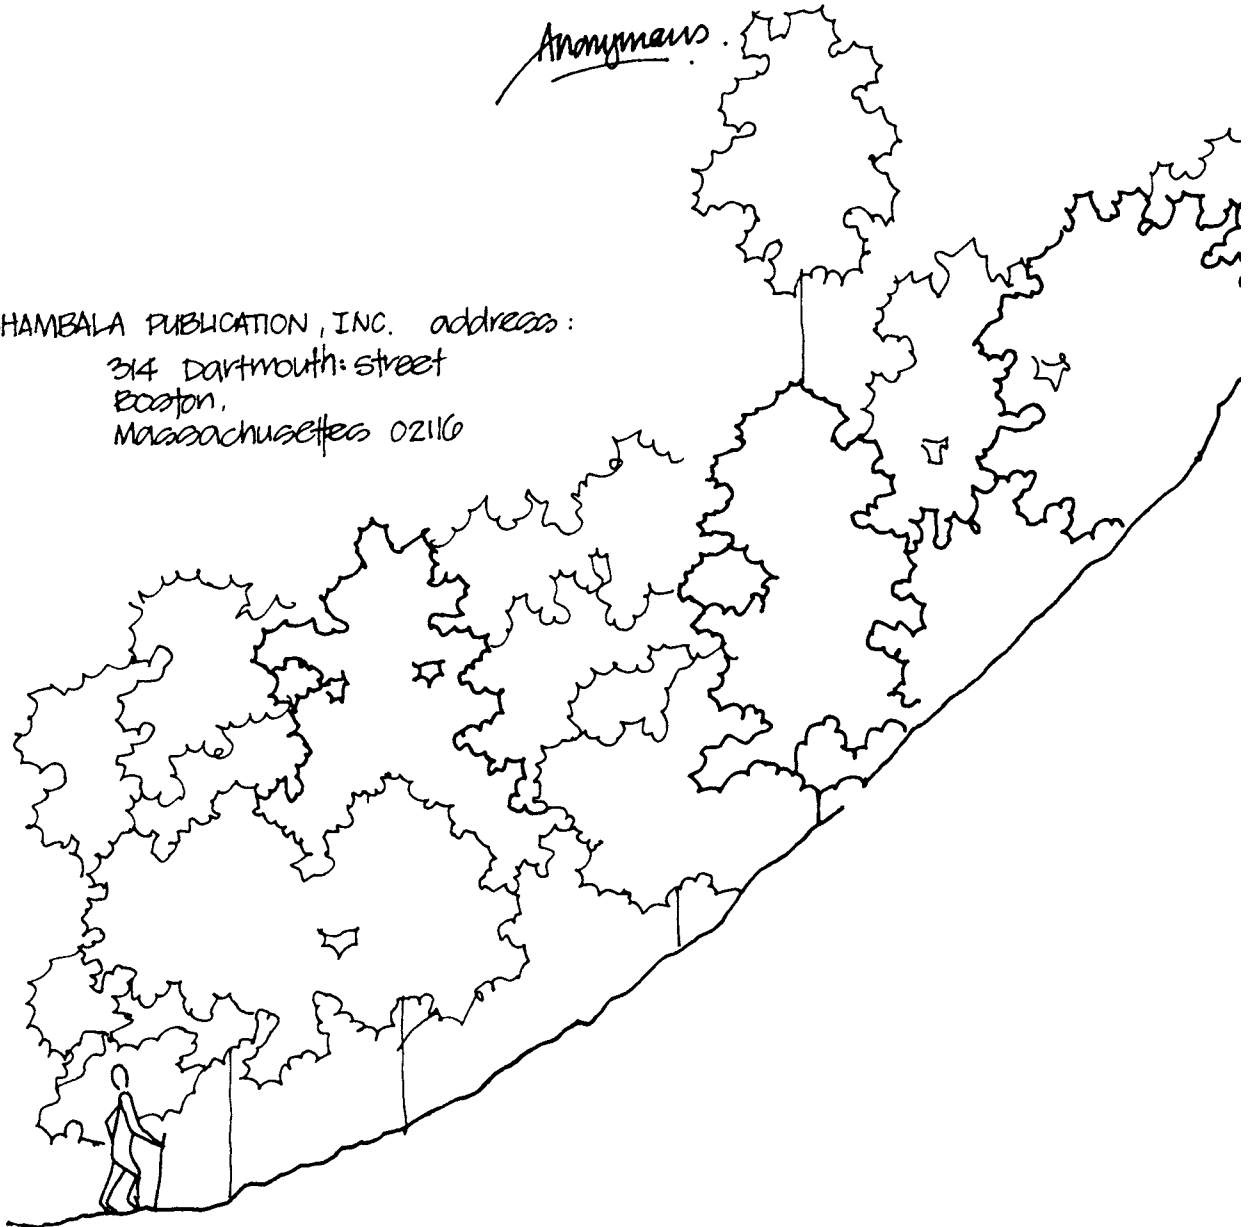 Anonymous.
HAMBALA PUBLICATION, INC. address:
314 Dartmouth: street
Boston,
Massachusettes 02116